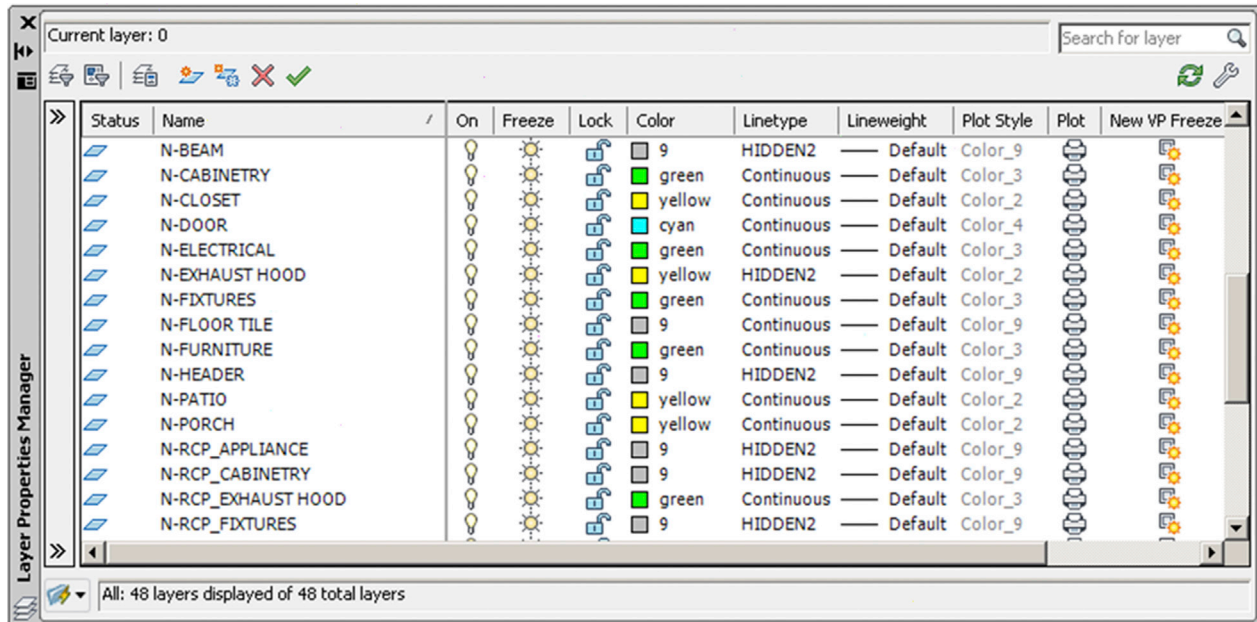 Current layer: 0
Search for layer
Status Name On Freeze Lock Color Linetype Lineweight Plot Style Plot New VP Freeze
N-BEAM 9 HIDDEN2 Default Color_9
N-CABINETRY green Continuous Default Color_3
N-CLOSET yellow Continuous Default Color_2
N-DOOR cyan Continuous Default Color_4
N-ELECTRICAL green Continuous Default Color_3
N-EXHAUST HOOD yellow HIDDEN2 Default Color_2
N-FIXTURES green Continuous Default Color_3
N-FLOOR TILE 9 Continuous Default Color_9
N-FURNITURE green Continuous Default Color_3
N-HEADER 9 HIDDEN2 Default Color_9
N-PATIO yellow Continuous Default Color_2
N-PORCH yellow Continuous Default Color_2
N-RCP_APPLIANCE 9 HIDDEN2 Default Color_9
N-RCP_CABINETRY 9 HIDDEN2 Default Color_9
N-RCP_EXHAUST HOOD green Continuous Default Color_3
N-RCP_FIXTURES 9 HIDDEN2 Default Color_9
All: 48 layers displayed of 48 total layers
Layer Properties Manager